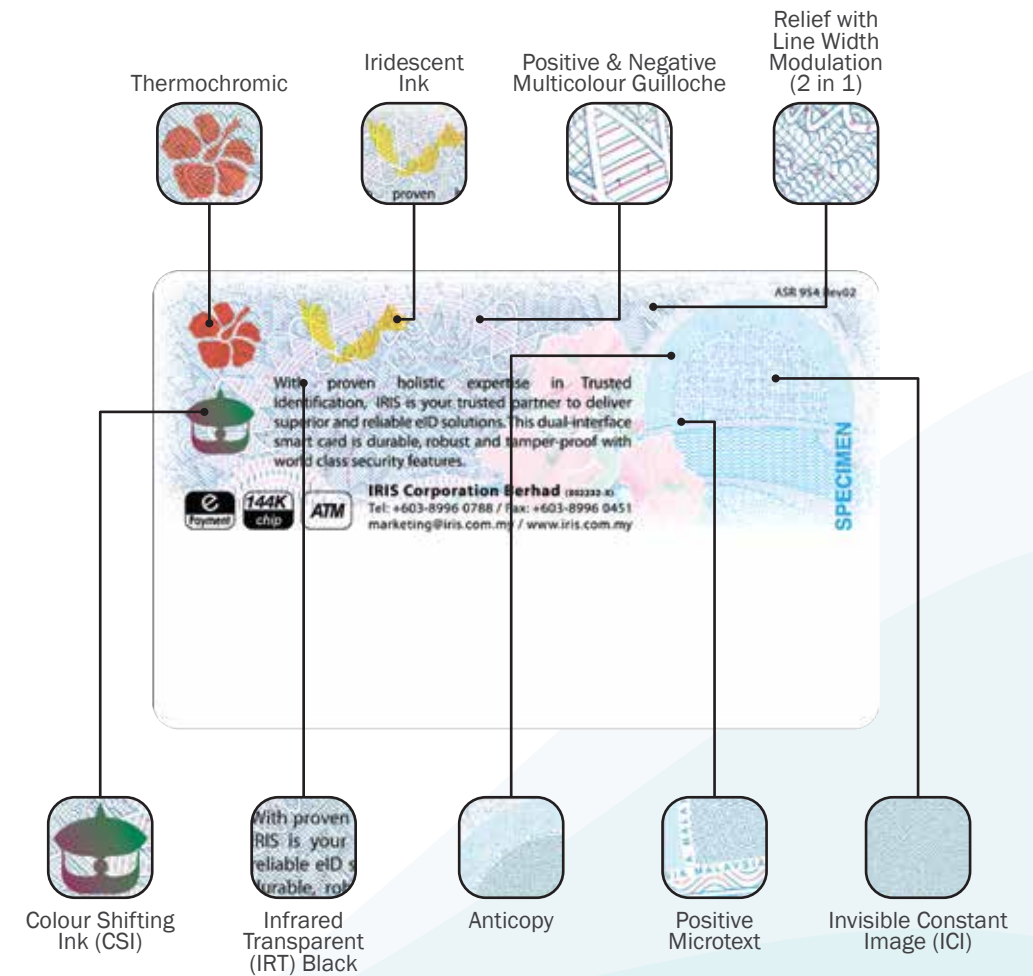 Relief with
Line Width
Modulation
(2 in 1)
Thermochromic
Iridescent
Ink
Positive & Negative
Multicolour Guilloche
proven
ASR 954 Rev02
With proven holistic expertise in Trusted
Identification, IRIS is your trusted partner to deliver
superior and reliable eID solutions. This dual-interface
smart card is durable, robust and tamper-proof with
world class security features.
SPECIMEN
e
Payment
144K
chip
ATM
IRIS Corporation Berhad
Tel: +603-8996 0788 / Fax: +603-8996 0451
marketing@iris.com.my / www.iris.com.my
With proven
RIS is your
eliable eID s
durable, rob
MALAYSIA
Colour Shifting
Ink (CSI)
Infrared
Transparent
(IRT) Black
Anticopy
Positive
Microtext
Invisible Constant
Image (ICI)